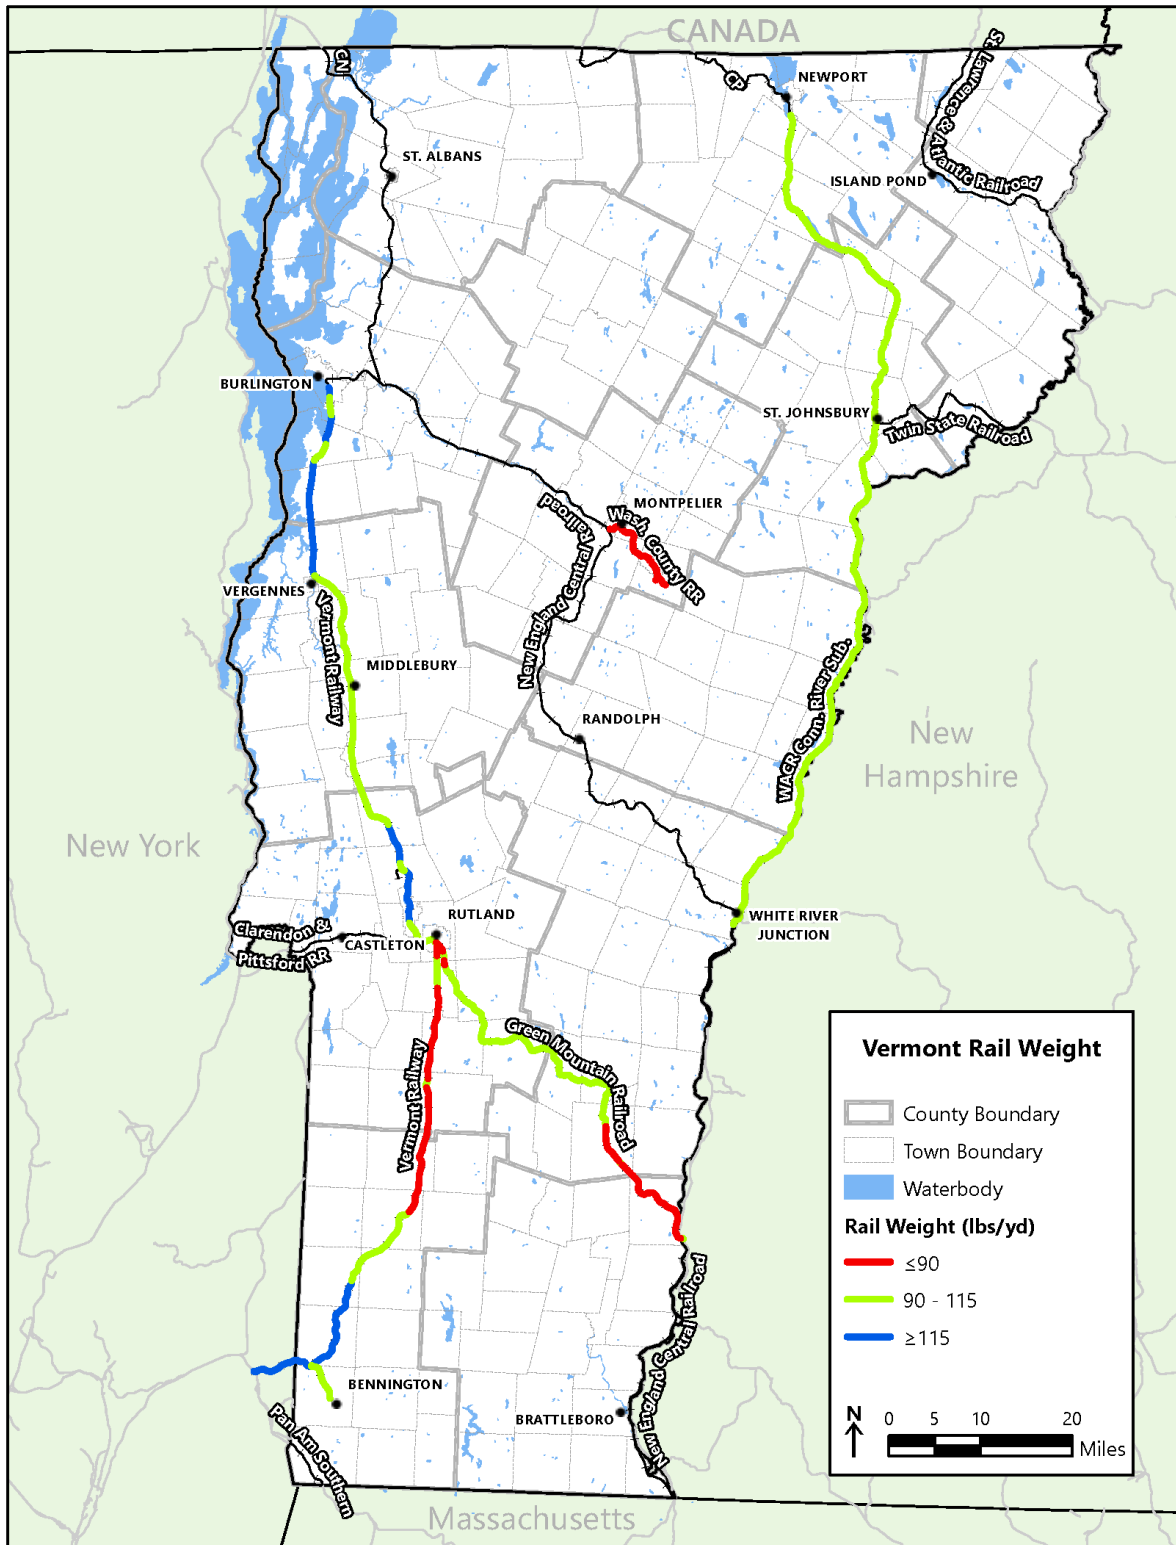 CANADA
CN
CP
NEWPORT
St. Lawrence & Atlantic Railroad
ST. ALBANS
ISLAND POND
BURLINGTON
ST. JOHNSBURY
Twin State Railroad
MONTPELIER
Wash. County RR
New England Central Railroad
VERGENNES
Vermont Railway
MIDDLEBURY
WACR Conn. River Sub.
RANDOLPH
New
Hampshire
New York
WHITE RIVER
JUNCTION
RUTLAND
CASTLETON
Clarendon &
Pittsford RR
Green Mountain Railroad
Vermont Railway
New England Central Railroad
BENNINGTON
BRATTLEBORO
Pan Am Southern
Massachusetts
Vermont Rail Weight
County Boundary
Town Boundary
Waterbody
Rail Weight (lbs/yd)
≤90
90 - 115
≥115
N
0 5 10 20
Miles